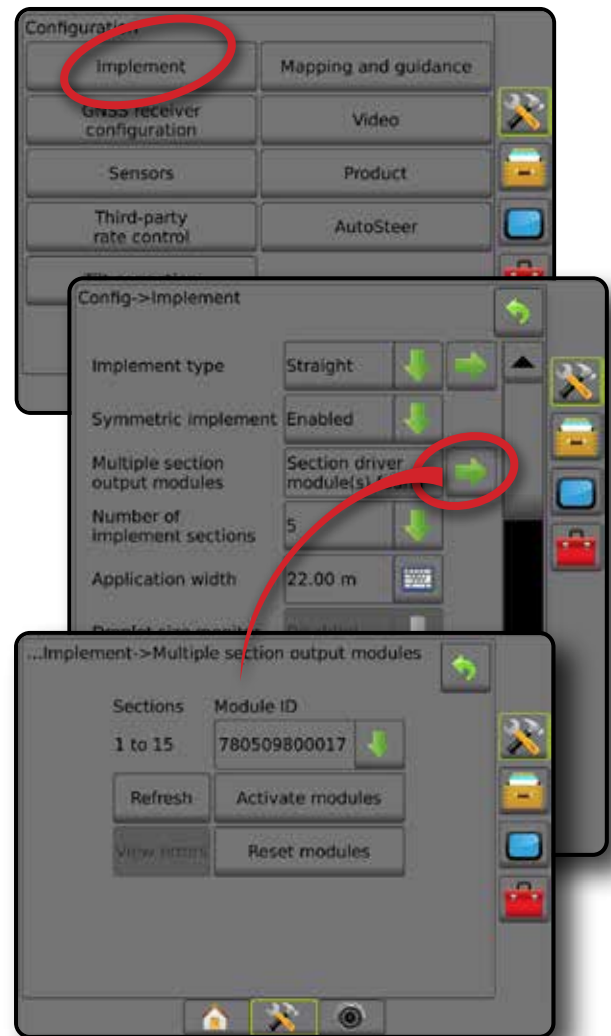 Configuration
Implement
Mapping and guidance
GNSS receiver
configuration
Video
Sensors
Product
Third-party
rate control
AutoSteer
Config->Implement
Implement type
Straight
Symmetric implement
Enabled
Multiple section
output modules
Section driver
module(s)
Number of
implement sections
5
Application width
22.00 m
...Implement->Multiple section output modules
Sections
Module ID
1 to 15
780509800017
Refresh
Activate modules
View errors
Reset modules